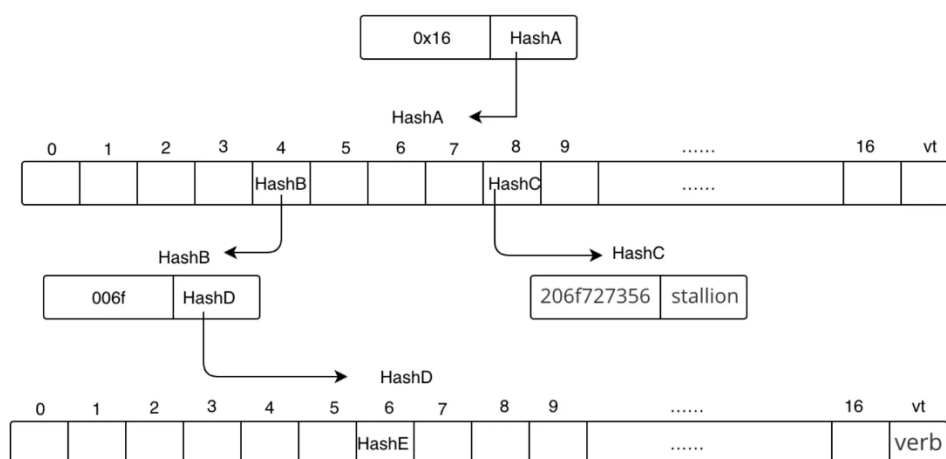 0x16 HashA
HashA
0 1 2 3 4 5 6 7 8 9 ...... 16 vt
HashB HashC ......
HashB HashC
006f HashD 206f727356 stallion
HashD
0 1 2 3 4 5 6 7 8 9 ...... 16 vt
HashE ...... verb